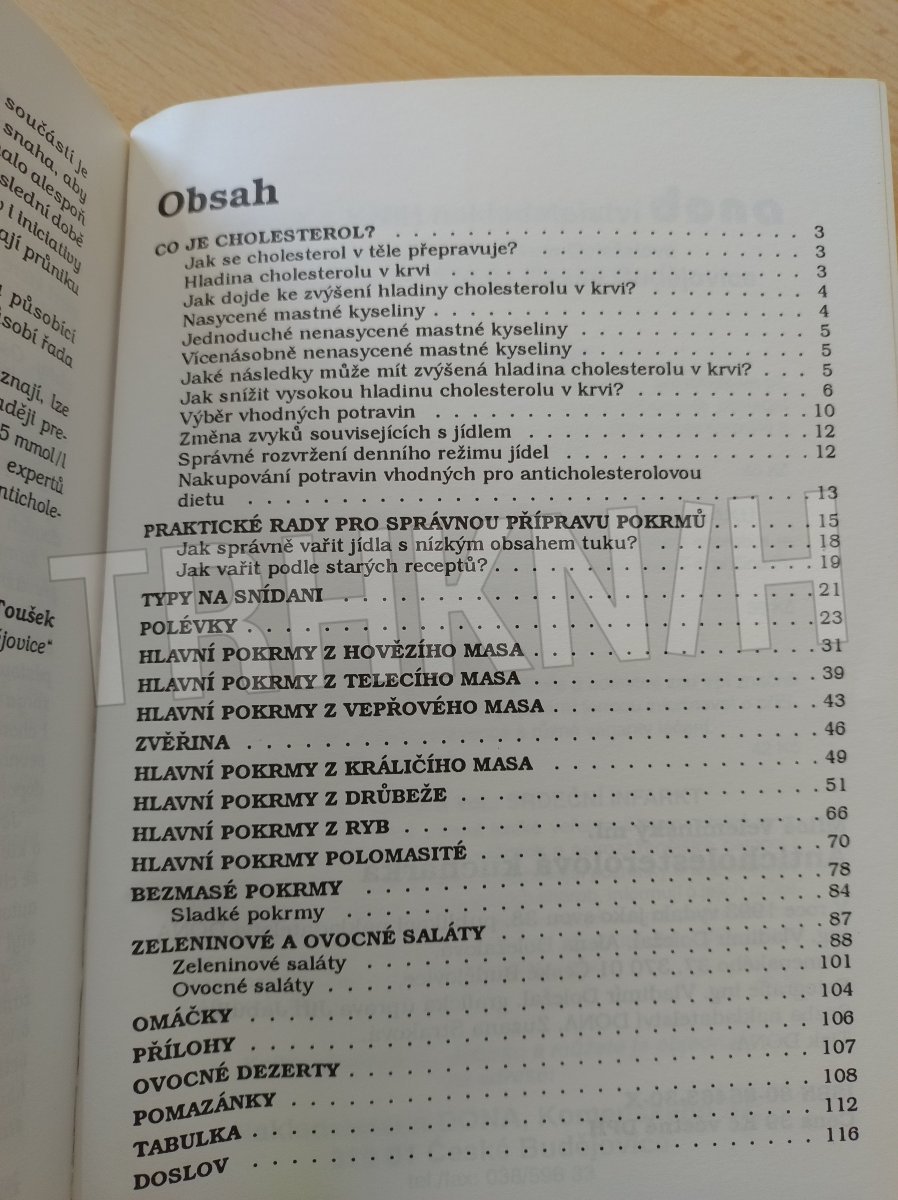 součástí je
snaha, aby
alo alespoň
slední době
i iniciativy
ají průniku
působící
sobí řada
znají, lze
ději pre-
5 mmol/l
expertů
ntichole-
Toušek
jovice"
Obsah
CO JE CHOLESTEROL? . . . . . . . . . . . . . . . . . . . . 3
Jak se cholesterol v těle přepravuje? . . . . . . . . . . . . . 3
Hladina cholesterolu v krvi . . . . . . . . . . . . . . . . . 3
Jak dojde ke zvýšení hladiny cholesterolu v krvi? . . . . . . . . 4
Nasycené mastné kyseliny . . . . . . . . . . . . . . . . . . 4
Jednoduché nenasycené mastné kyseliny . . . . . . . . . . . 5
Vícenásobně nenasycené mastné kyseliny . . . . . . . . . . . 5
Jaké následky může mít zvýšená hladina cholesterolu v krvi? . . . 5
Jak snížit vysokou hladinu cholesterolu v krvi? . . . . . . . . . 6
Výběr vhodných potravin . . . . . . . . . . . . . . . . . . 10
Změna zvyků souvisejících s jídlem . . . . . . . . . . . . . 12
Správné rozvržení denního režimu jídel . . . . . . . . . . . 12
Nakupování potravin vhodných pro anticholesterolovou
dietu . . . . . . . . . . . . . . . . . . . . . . . . . . . 13
PRAKTICKÉ RADY PRO SPRÁVNOU PŘÍPRAVU POKRMŮ . . . . . 15
Jak správně vařit jídla s nízkým obsahem tuku? . . . . . . . . 18
Jak vařit podle starých receptů? . . . . . . . . . . . . . . . 19
TYPY NA SNÍDANI . . . . . . . . . . . . . . . . . . . . . . 21
POLÉVKY . . . . . . . . . . . . . . . . . . . . . . . . . . 23
HLAVNÍ POKRMY Z HOVĚZÍHO MASA . . . . . . . . . . . . . . 31
HLAVNÍ POKRMY Z TELECÍHO MASA . . . . . . . . . . . . . . 39
HLAVNÍ POKRMY Z VEPŘOVÉHO MASA . . . . . . . . . . . . . 43
ZVĚŘINA . . . . . . . . . . . . . . . . . . . . . . . . . . 46
HLAVNÍ POKRMY Z KRÁLIČÍHO MASA . . . . . . . . . . . . . 49
HLAVNÍ POKRMY Z DRŮBEŽE . . . . . . . . . . . . . . . . . 51
HLAVNÍ POKRMY Z RYB . . . . . . . . . . . . . . . . . . . . 66
HLAVNÍ POKRMY POLOMASITÉ . . . . . . . . . . . . . . . . 70
BEZMASÉ POKRMY . . . . . . . . . . . . . . . . . . . . . . 78
Sladké pokrmy . . . . . . . . . . . . . . . . . . . . . . . 84
ZELENINOVÉ A OVOCNÉ SALÁTY . . . . . . . . . . . . . . . . 87
Zeleninové saláty . . . . . . . . . . . . . . . . . . . . . 88
Ovocné saláty . . . . . . . . . . . . . . . . . . . . . . . 101
OMÁČKY . . . . . . . . . . . . . . . . . . . . . . . . . . 104
PŘÍLOHY . . . . . . . . . . . . . . . . . . . . . . . . . . 106
OVOCNÉ DEZERTY . . . . . . . . . . . . . . . . . . . . . . 107
POMAZÁNKY . . . . . . . . . . . . . . . . . . . . . . . . . 108
TABULKA . . . . . . . . . . . . . . . . . . . . . . . . . . 112
DOSLOV . . . . . . . . . . . . . . . . . . . . . . . . . . 116